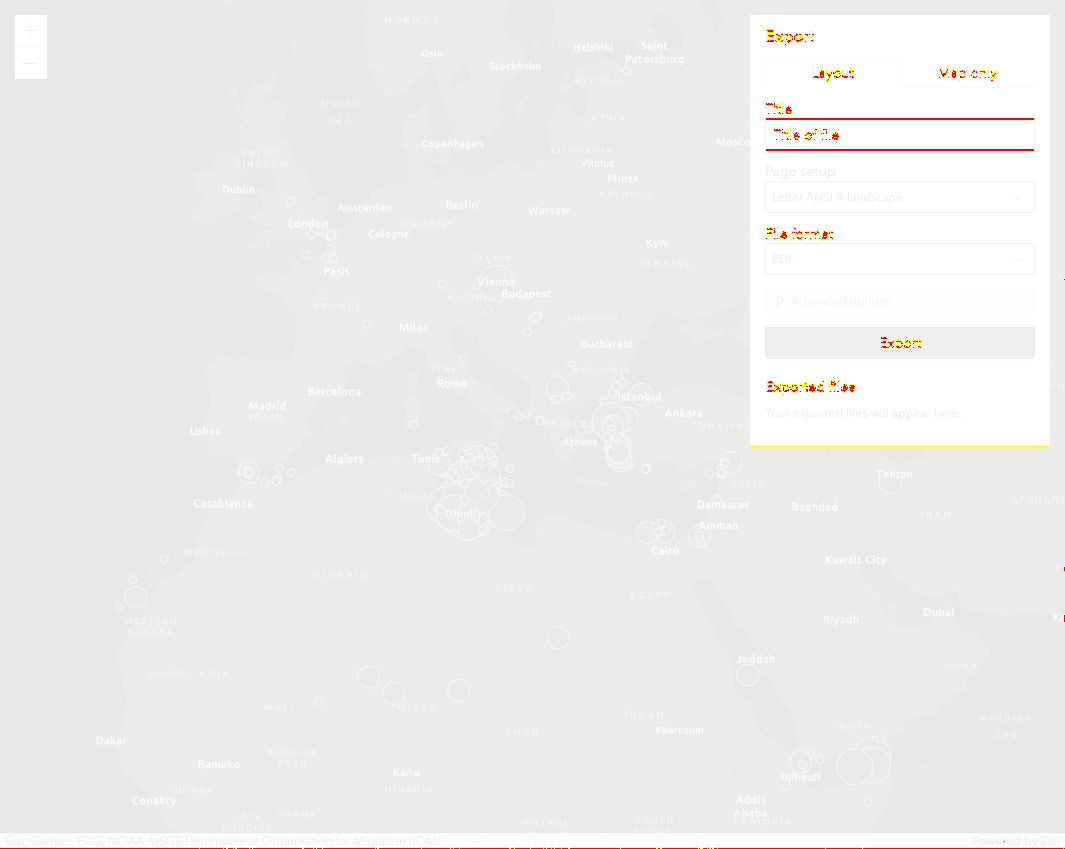 NORWAY
Oslo
Helsinki
Saint Petersburg
Stockholm
ESTONIA
North Sea
LATVIA
Copenhagen
LITHUANIA
Moscow
UNITED KINGDOM
Vilnius
Minsk
Dublin
BELARUS
Amsterdam
Berlin
Warsaw
London
GERMANY
Cologne
Kyiv
CZECHIA
UKRAINE
Paris
Vienna
AUSTRIA
Budapest
FRANCE
ROMANIA
Milan
Bucharest
ITALY
BULGARIA
Rome
Barcelona
Istanbul
Madrid
SPAIN
Ankara
GREECE
TÜRKIYE
Lisbon
Athens
Algiers
Tunis
Tehran
SYRIA
TUNISIA
Casablanca
Damascus
Baghdad
AFGHANI
Tripoli
IRAN
Amman
Cairo
MOROCCO
Kuwait City
ALGERIA
LIBYA
EGYPT
WESTERN SAHARA
Riyadh
Dubai
Jeddah
OMAN
MAURITANIA
MALI
NIGER
SUDAN
Arabian Sea
CHAD
Khartoum
YEMEN
Dakar
BURKINA FASO
Bamako
Kano
Djibouti
GUINEA
NIGERIA
Conakry
Addis Ababa
CÔTE D'IVOIRE
GHANA
CENTRAL
SOUTH SUDAN
ETHIOPIA
Export
Layout Map only
Title
Title of file
Page setup
Letter ANSI A landscape
File format
PDF
Advanced options
Export
Exported files
Your exported files will appear here.
Esri, Garmin, FAO, NOAA, USGS | International Organization for Migration (IOM)
Powered by Esri